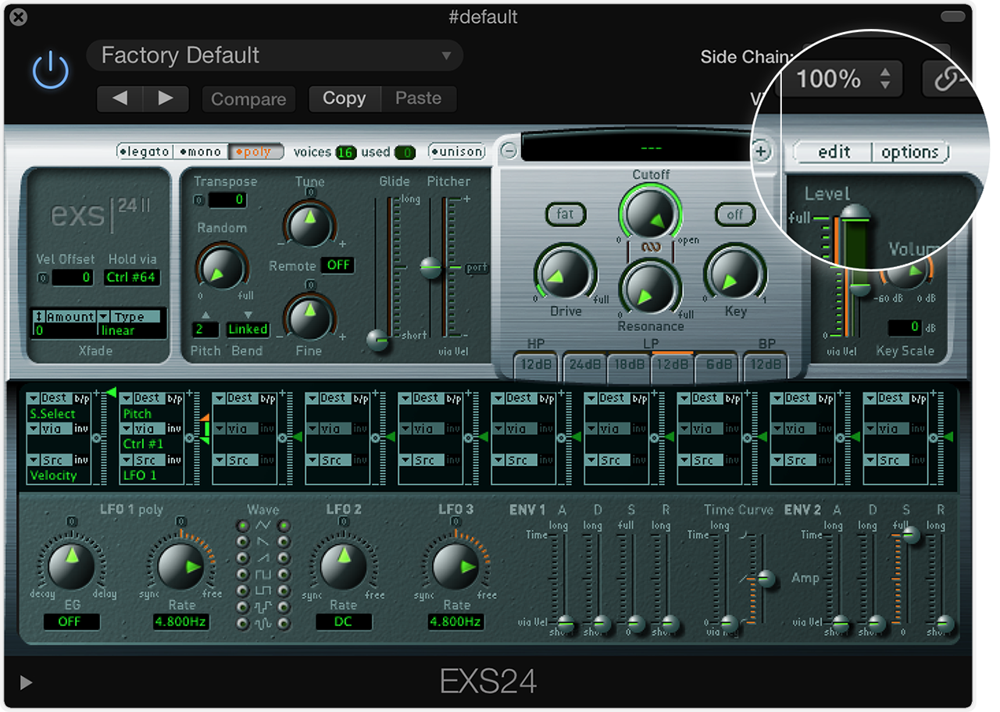 #default
Factory Default
Side Chain:
100%
Compare Copy Paste
legato mono poly voices 16 used 0 unison
--- 
edit options
exs 24 II
Vel Offset Hold via
0 0 Ctrl #64
Amount Type
0 linear
Xfade
Transpose Tune Glide Pitcher
0 0 0 long +
Random
- +
Remote OFF
0 full
0
port
2 Linked
- + short -
Pitch Bend Fine via Vel
Cutoff
fat off
0 open
0 full 0 full 0 1
Drive Resonance Key
HP LP BP
12dB 24dB 18dB 12dB 6dB 12dB
Level
full
-60 dB 0 dB
0 dB
0
via Vel Key Scale
Dest b/p Dest b/p Dest b/p Dest b/p Dest b/p Dest b/p Dest b/p Dest b/p Dest b/p Dest b/p
S.Select Pitch
via inv via inv via inv via inv via inv via inv via inv via inv via inv via inv
Ctrl #1
Src inv Src inv Src inv Src inv Src inv Src inv Src inv Src inv Src inv Src inv
Velocity LFO 1
LFO 1 poly Wave LFO 2 LFO 3 ENV 1 A D S R Time Curve ENV 2 A D S R
0 0 0 0
Time long long full long Time long Time long long full long
decay delay sync free sync free sync free
Amp
EG Rate Rate Rate
OFF 4.800Hz DC 4.800Hz
via Vel 0 via Vel
short short 0 short short short 0 short
EXS24